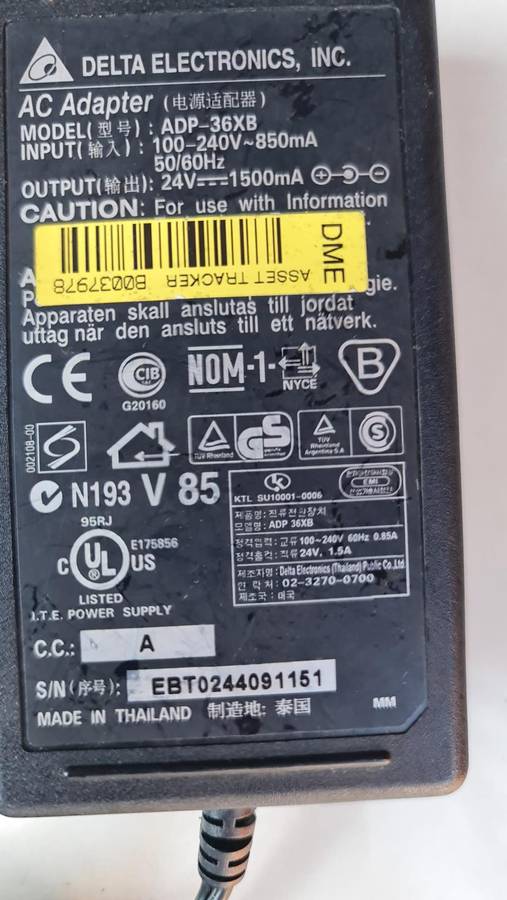 DELTA ELECTRONICS, INC.
AC Adapter (电源适配器)
MODEL(型号): ADP-36XB
INPUT(输入): 100-240V~850mA
50/60Hz
OUTPUT(输出): 24V 1500mA
CAUTION: For use with Information
DME
ASSET TRACKER B0037978
gie.
Apparaten skall anslutas till jordat
uttag när den ansluts till ett nätverk.
CE
CIB
G20160
NOM-1-
NYCE
B
002108-00
S
TÜV Rheinland
GS
TÜV
Rheinland
Argentina S.A
S
N193 V 85
KTL SU10001-0006
EMI
제품명: 직류전원장치
모델명: ADP 36XB
정격입력: 교류 100~240V 60Hz 0.85A
정격출력: 직류 24V, 1.5A
제조자명: Delta Electronics (Thailand) Public Co.,Ltd.
연락처: 02-3270-0700
제조국: 태국
95RJ
E175856
C UL US
LISTED
I.T.E. POWER SUPPLY
C.C.: A
S/N(序号): EBT0244091151
MADE IN THAILAND 制造地: 泰国
MM